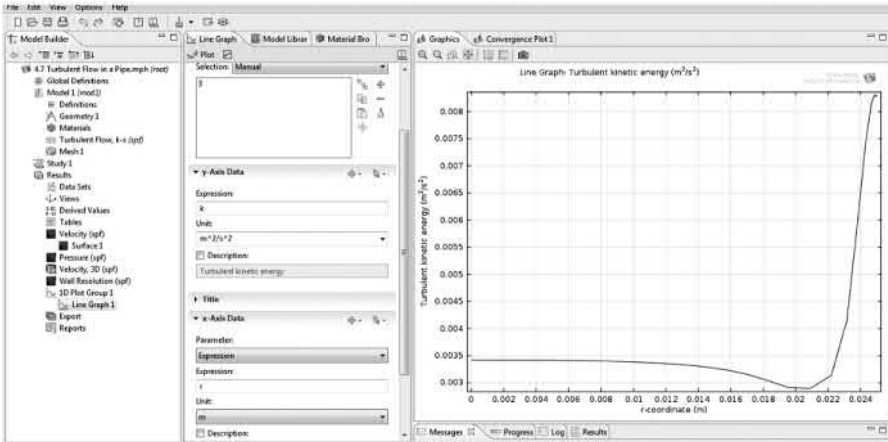 File Edit View Options Help
Model Builder
4.7 Turbulent Flow in a Pipe.mph (root)
Global Definitions
Model 1 (mod1)
Definitions
Geometry 1
Materials
Turbulent Flow, k-ε (spf)
Mesh 1
Study 1
Results
Data Sets
Views
Derived Values
Tables
Velocity (spf)
Surface 1
Pressure (spf)
Velocity, 3D (spf)
Wall Resolution (spf)
1D Plot Group 1
Line Graph 1
Export
Reports
Line Graph Model Librar Material Bro
Plot
Selection: Manual
3
y-Axis Data
Expression:
k
Unit:
m^2/s^2
Description:
Turbulent kinetic energy
Title
x-Axis Data
Parameter:
Expression
Expression:
r
Unit:
m
Description:
Graphics Convergence Plot 1
Line Graph: Turbulent kinetic energy (m²/s²)
Turbulent kinetic energy (m²/s²)
0.008
0.0075
0.007
0.0065
0.006
0.0055
0.005
0.0045
0.004
0.0035
0.003
0 0.002 0.004 0.006 0.008 0.01 0.012 0.014 0.016 0.018 0.02 0.022 0.024
r-coordinate (m)
Messages Progress Log Results